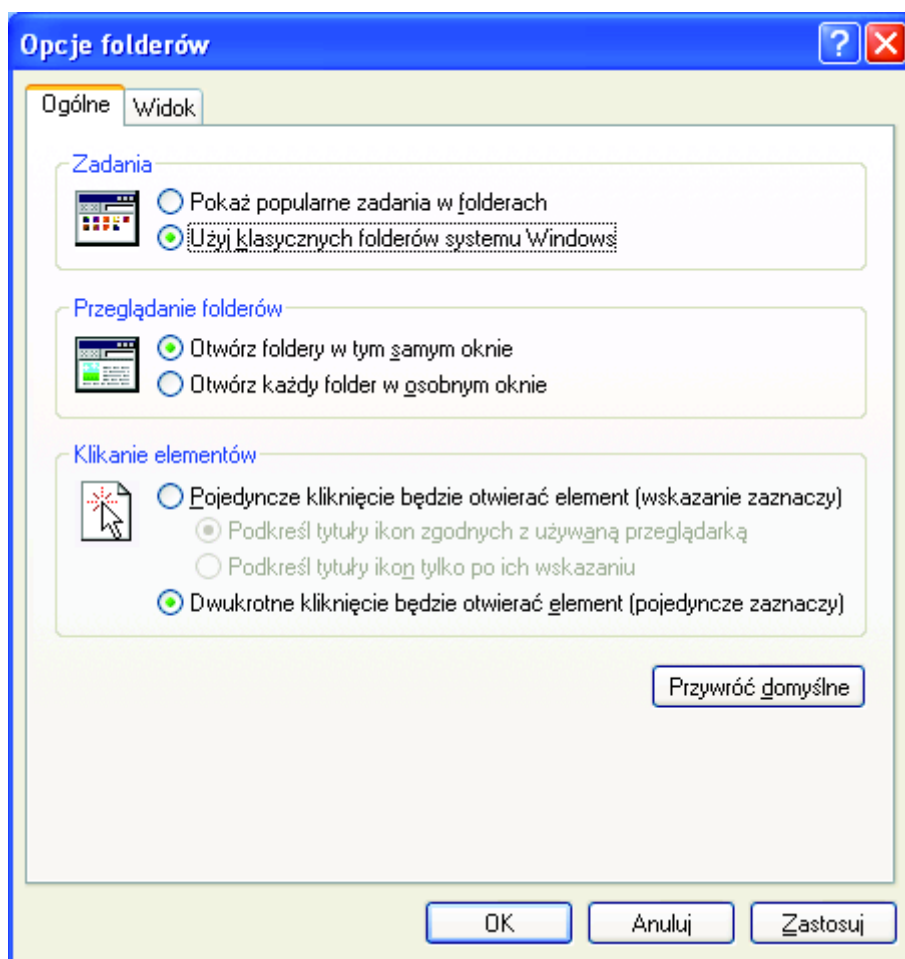 Opcje folderów
Ogólne
Widok
Zadania
Pokaż popularne zadania w folderach
Użyj klasycznych folderów systemu Windows
Przeglądanie folderów
Otwórz foldery w tym samym oknie
Otwórz każdy folder w osobnym oknie
Klikanie elementów
Pojedyncze kliknięcie będzie otwierać element (wskazanie zaznaczy)
Podkreśl tytuły ikon zgodnych z używaną przeglądarką
Podkreśl tytuły ikon tylko po ich wskazaniu
Dwukrotne kliknięcie będzie otwierać element (pojedyncze zaznaczy)
Przywróć domyślne
OK
Anuluj
Zastosuj